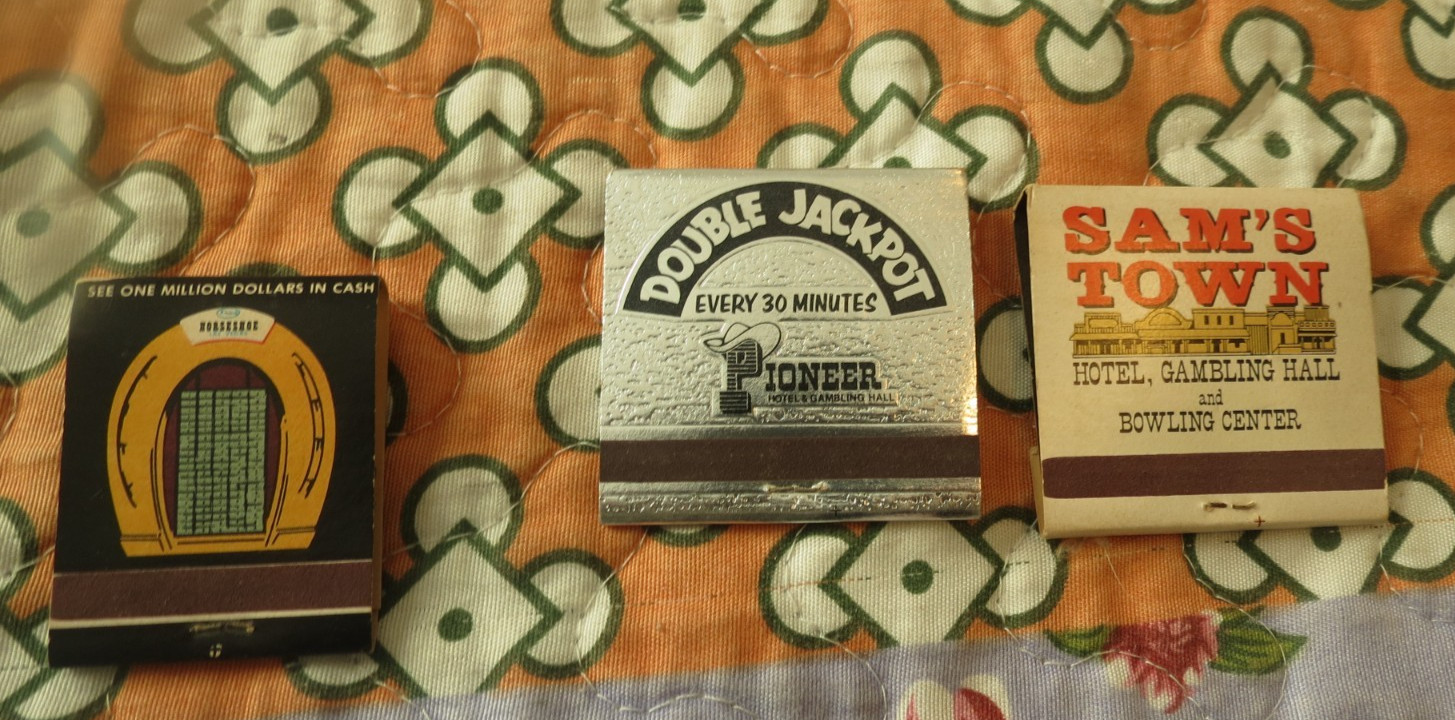 SEE ONE MILLION DOLLARS IN CASH
HORSESHOE
DOUBLE JACKPOT
EVERY 30 MINUTES
PIONEER
HOTEL & GAMBLING HALL
SAM'S
TOWN
HOTEL, GAMBLING HALL
and
BOWLING CENTER